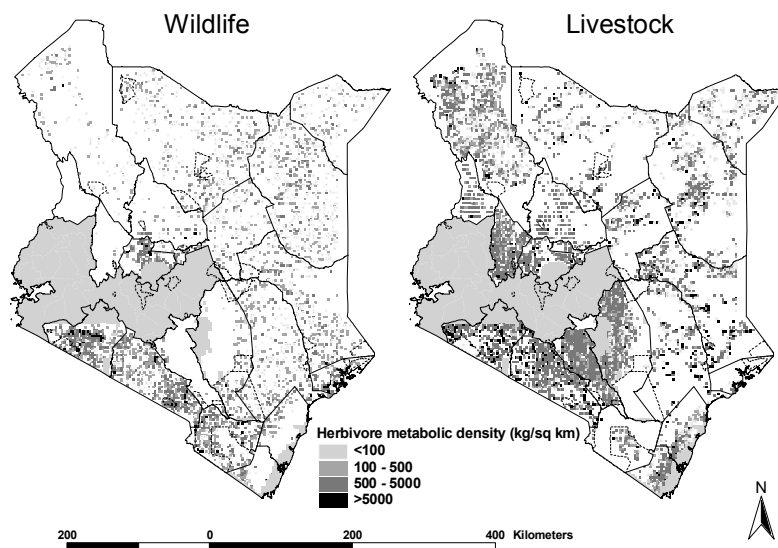 Wildlife
Livestock
Herbivore metabolic density (kg/sq km)
<100
100 - 500
500 - 5000
>5000
N
200 0 200 400 Kilometers